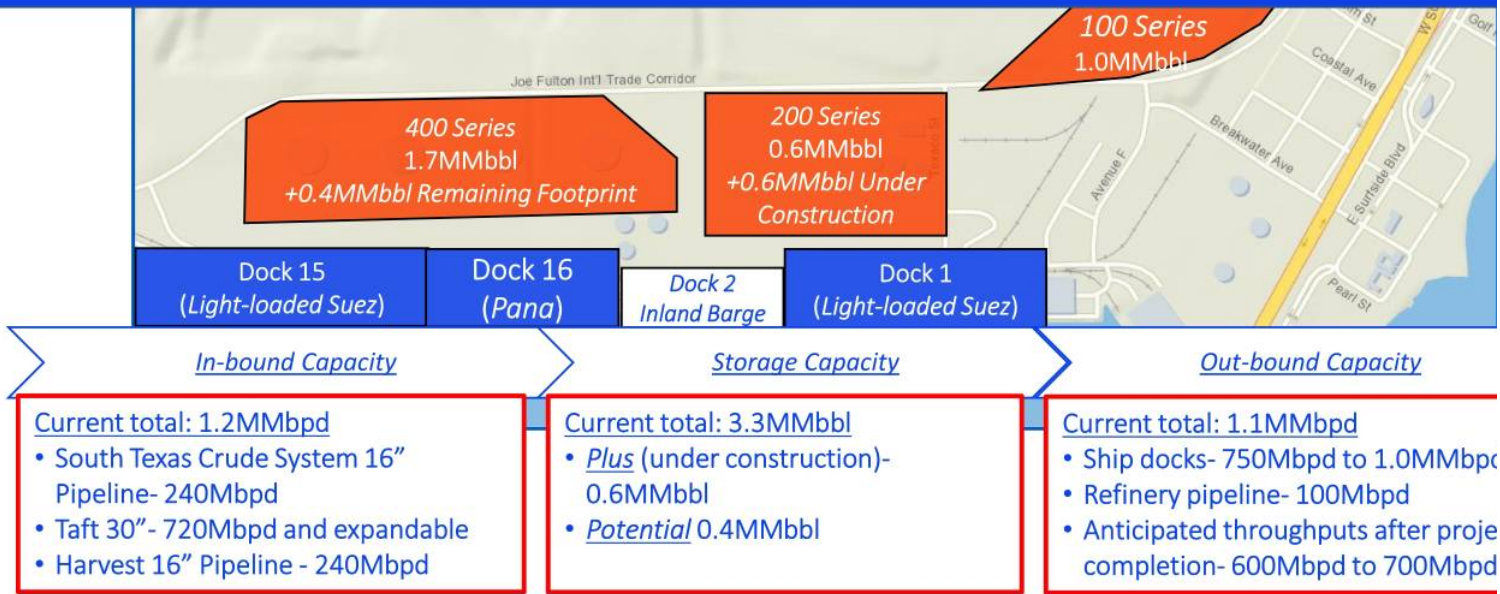 100 Series
1.0MMbbl
Joe Fulton Int'l Trade Corridor
400 Series
1.7MMbbl
+0.4MMbbl Remaining Footprint
200 Series
0.6MMbbl
+0.6MMbbl Under
Construction
Coastal Ave
Breakwater Ave
Avenue F
E Surfside Blvd
Pearl St
Dock 15
(Light-loaded Suez)
Dock 16
(Pana)
Dock 2
Inland Barge
Dock 1
(Light-loaded Suez)
In-bound Capacity
Storage Capacity
Out-bound Capacity
Current total: 1.2MMbpd
• South Texas Crude System 16”
Pipeline- 240Mbpd
• Taft 30”- 720Mbpd and expandable
• Harvest 16” Pipeline - 240Mbpd
Current total: 3.3MMbbl
• Plus (under construction)-
0.6MMbbl
• Potential 0.4MMbbl
Current total: 1.1MMbpd
• Ship docks- 750Mbpd to 1.0MMbpd
• Refinery pipeline- 100Mbpd
• Anticipated throughputs after proje
completion- 600Mbpd to 700Mbpd